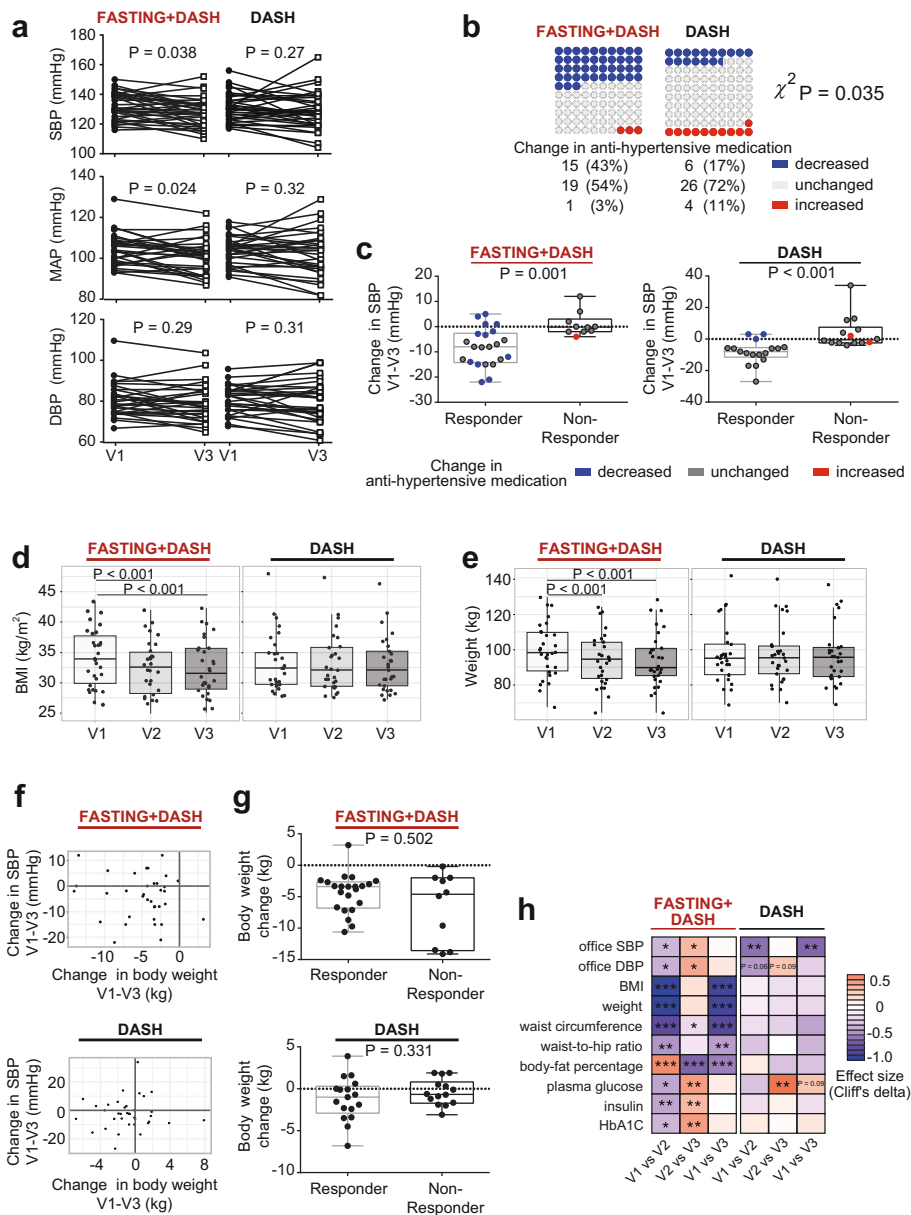 a
FASTING+DASH DASH
SBP (mmHg)
180
160
140
120
100
P = 0.038 P = 0.27
MAP (mmHg)
140
120
100
80
P = 0.024 P = 0.32
DBP (mmHg)
120
100
80
60
P = 0.29 P = 0.31
V1 V3 V1 V3
b
FASTING+DASH DASH
χ² P = 0.035
Change in anti-hypertensive medication
15 (43%) 6 (17%) decreased
19 (54%) 26 (72%) unchanged
1 (3%) 4 (11%) increased
c
FASTING+DASH
P = 0.001
Change in SBP
V1-V3 (mmHg)
20
10
0
-10
-20
-30
Responder Non-
Responder
DASH
P < 0.001
Change in SBP
V1-V3 (mmHg)
40
20
0
-20
-40
Responder Non-
Responder
Change in
anti-hypertensive medication decreased unchanged increased
d
FASTING+DASH DASH
P < 0.001
P < 0.001
BMI (kg/m²)
45
40
35
30
25
V1 V2 V3 V1 V2 V3
e
FASTING+DASH DASH
P < 0.001
P < 0.001
Weight (kg)
140
120
100
80
V1 V2 V3 V1 V2 V3
f
FASTING+DASH
Change in SBP
V1-V3 (mmHg)
10
0
-10
-20
-10 -5 0
Change in body weight
V1-V3 (kg)
DASH
Change in SBP
V1-V3 (mmHg)
20
0
-20
-4 0 4 8
Change in body weight
V1-V3 (kg)
g
FASTING+DASH
P = 0.502
Body weight
change (kg)
5
0
-5
-10
-15
Responder Non-
Responder
DASH
P = 0.331
Body weight
change (kg)
5
0
-5
-10
Responder Non-
Responder
h
FASTING+
DASH DASH
office SBP * * ** **
office DBP * * P = 0.06 P = 0.09
BMI *** ***
weight *** ***
waist circumference *** * ***
waist-to-hip ratio ** **
body-fat percentage *** *** ***
plasma glucose * ** ** P = 0.09
insulin ** **
HbA1C * **
V1 vs V2 V2 vs V3 V1 vs V3 V1 vs V2 V2 vs V3 V1 vs V3
0.5
0
-0.5
-1.0
Effect size
(Cliff's delta)